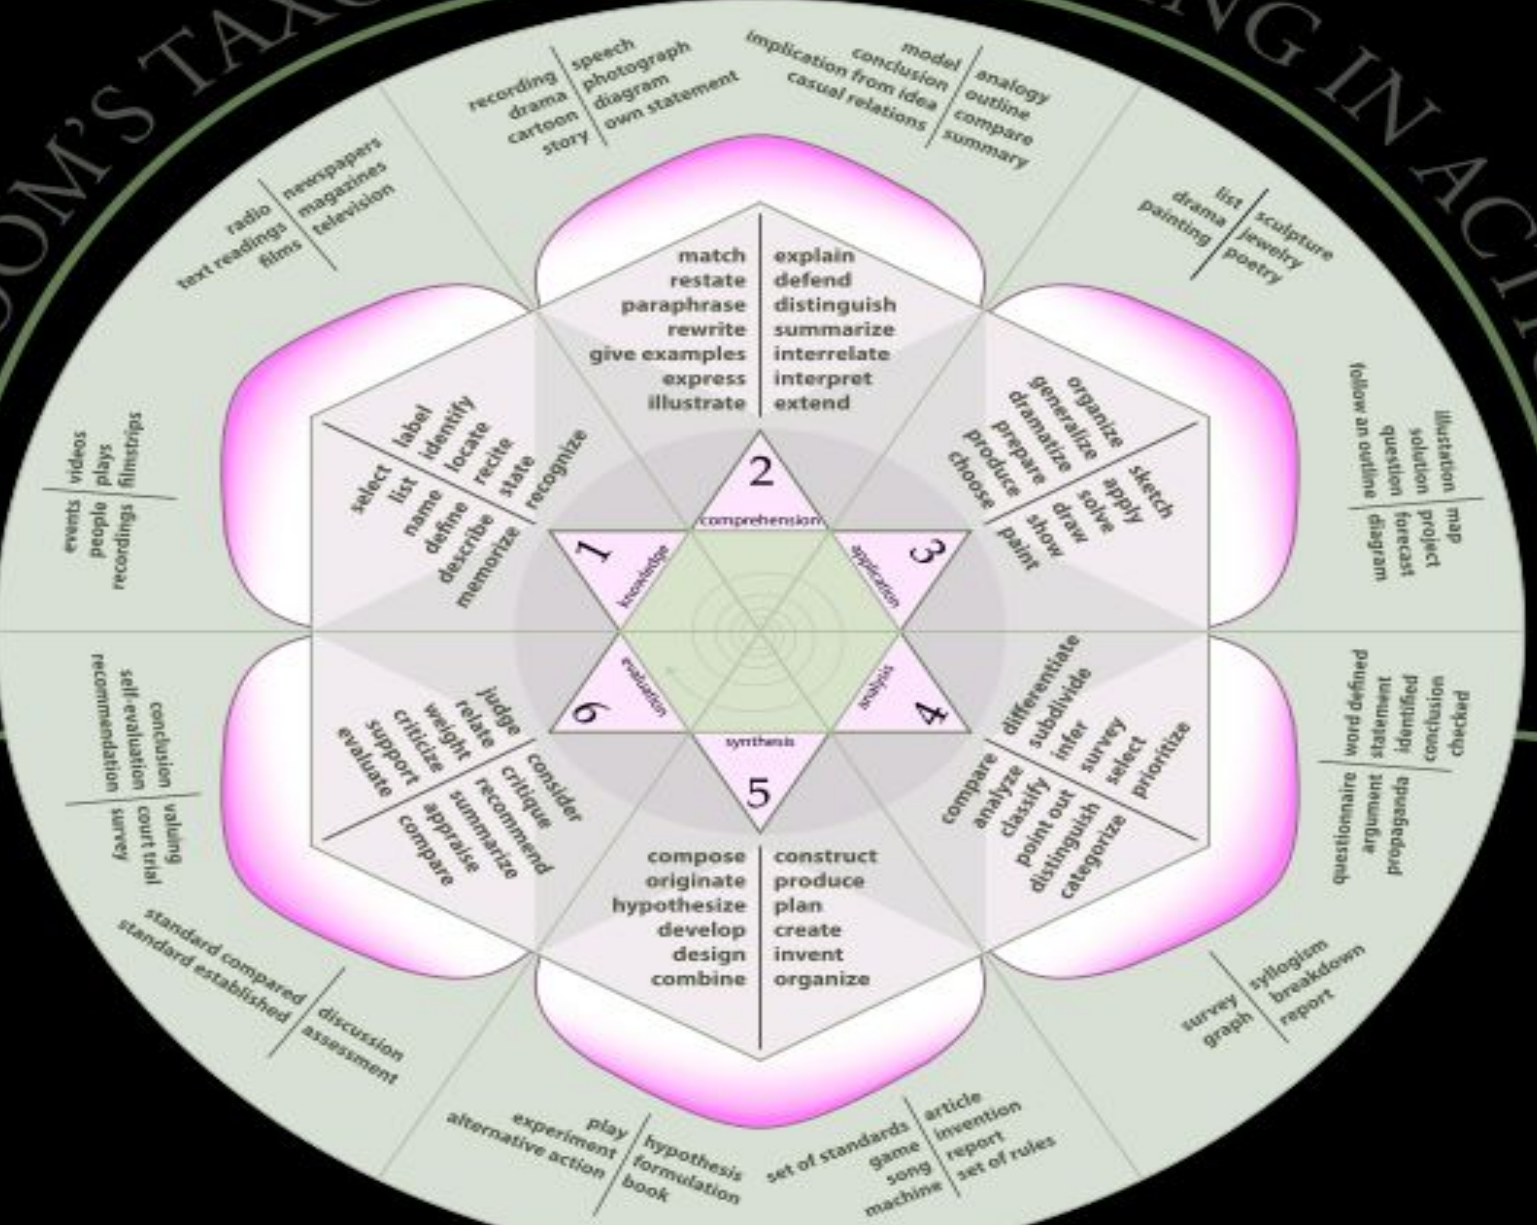 OOM'S TAXO
NG IN ACTI
recording
drama
cartoon
story
speech
photograph
diagram
own statement
implication from idea
model
conclusion
casual relations
analogy
outline
compare
summary
radio
text readings
films
newspapers
magazines
television
videos
plays
filmstrips
events
people
recordings
list
drama
painting
sculpture
jewelry
poetry
follow an outline
question
solution
illustation
diagram
forecast
project
map
match
restate
paraphrase
rewrite
give examples
express
illustrate
explain
defend
distinguish
summarize
interrelate
interpret
extend
label
identify
locate
recite
state
recognize
select
list
name
define
describe
memorize
organize
generalize
dramatize
prepare
produce
choose
sketch
apply
solve
draw
show
paint
1
knowledge
2
comprehension
3
application
4
analysis
5
synthesis
6
evaluation
judge
relate
weight
criticize
support
evaluate
consider
critique
recommend
summarize
appraise
compare
differentiate
subdivide
infer
survey
select
prioritize
compare
analyze
classify
point out
distinguish
categorize
compose
originate
hypothesize
develop
design
combine
construct
produce
plan
create
invent
organize
recommendation
self-evaluation
conclusion
survey
court trial
valuing
standard compared
standard established
discussion
assessment
word defined
statement
identified
conclusion
checked
questionnaire
argument
propaganda
survey
graph
syllogism
breakdown
report
play
experiment
alternative action
hypothesis
formulation
book
set of standards
game
song
machine
article
invention
report
set of rules